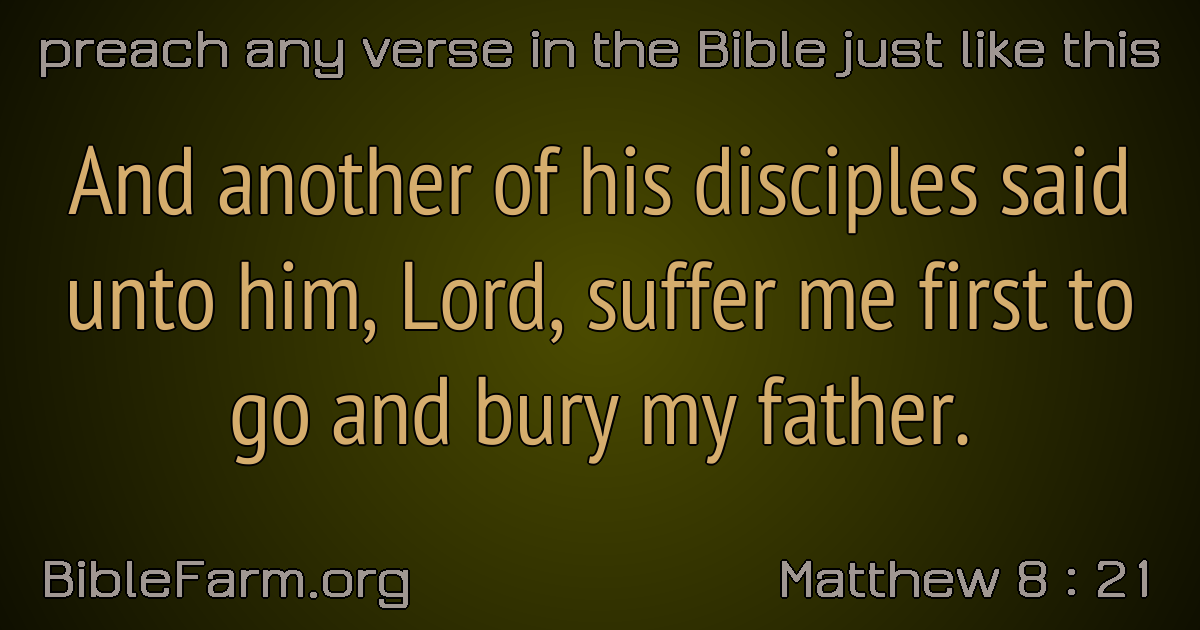 preach any verse in the Bible just like this
And another of his disciples said
unto him, Lord, suffer me first to
go and bury my father.
BibleFarm.org
Matthew 8 : 21